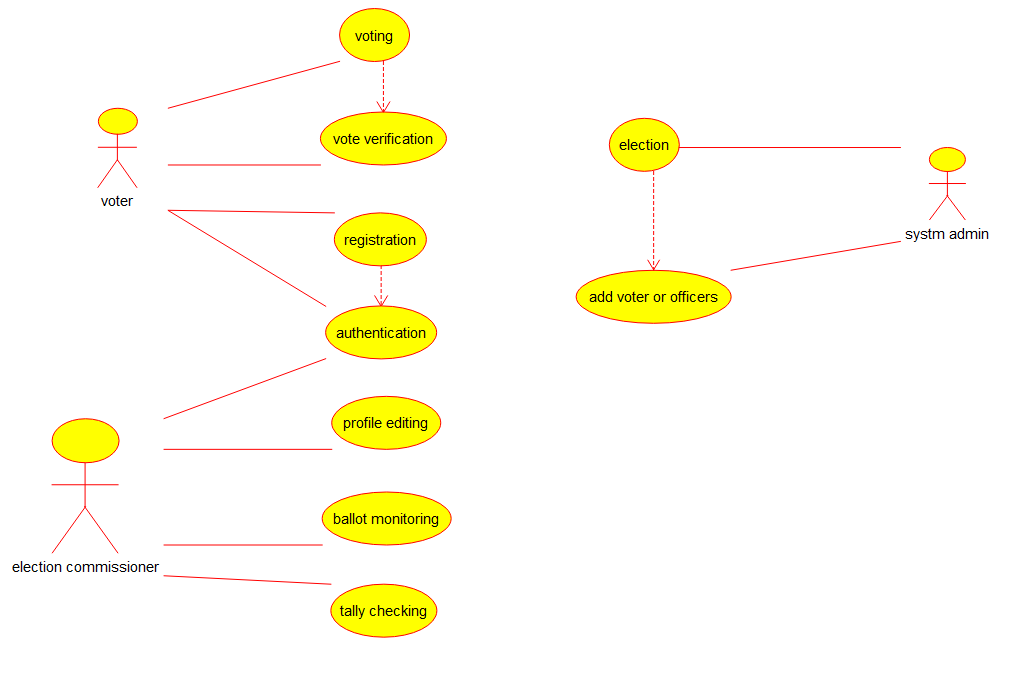 voting
vote verification
voter
registration
authentication
profile editing
ballot monitoring
election commissioner
tally checking
election
systm admin
add voter or officers